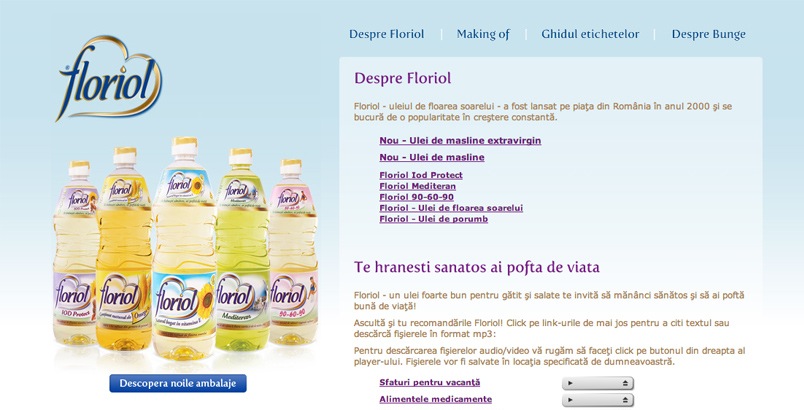 Despre Floriol
Making of
Ghidul etichetelor
Despre Bunge
floriol
Despre Floriol
Floriol - uleiul de floarea soarelui - a fost lansat pe piaţa din România în anul 2000 şi se
bucură de o popularitate în creştere constantă.
Nou - Ulei de masline extravirgin
Nou - Ulei de masline
Floriol Iod Protect
Floriol Mediteran
Floriol 90-60-90
Floriol - Ulei de floarea soarelui
Floriol - Ulei de porumb
floriol
floriol
floriol
floriol
floriol
floriol
IOD Protect
floriol
floriol
floriol
Mediteran
floriol
90-60-90
Te hranesti sanatos ai pofta de viata
Floriol - un ulei foarte bun pentru gătit şi salate te invită să mănânci sănătos şi să ai poftă
bună de viaţă!
Ascultă şi tu recomandările Floriol! Click pe link-urile de mai jos pentru a citi textul sau
descărcă fişierele în format mp3:
Pentru descărcarea fişierelor audio/video vă rugăm să faceţi click pe butonul din dreapta al
player-ului. Fişierele vor fi salvate în locaţia specificată de dumneavoastră.
Sfaturi pentru vacanţă
Alimentele medicamente
Descopera noile ambalaje